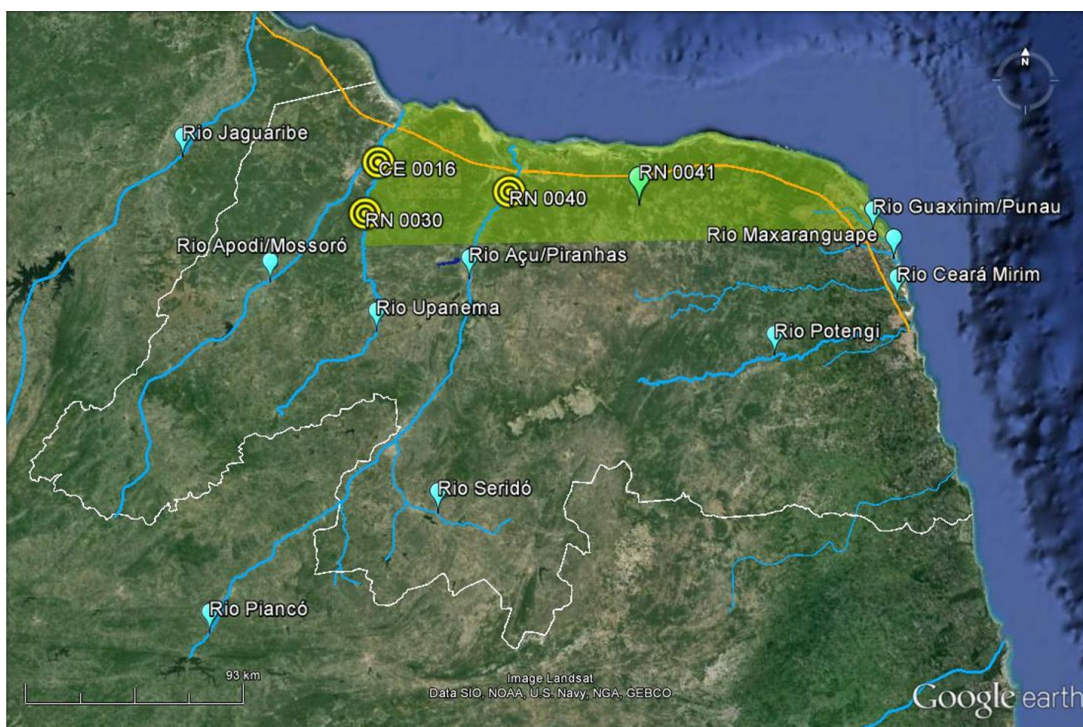 N
Rio Jaguaribe
CE 0016
RN 0041
RN 0040
RN 0030
Rio Guaxinim/Punau
Rio Apodi/Mossoró
Rio Maxaranguape
Rio Açu/Piranhas
Rio Ceará Mirim
Rio Upanema
Rio Potengi
Rio Seridó
Rio Piancó
93 km
Image Landsat
Data SIO, NOAA, U.S. Navy, NGA, GEBCO
Google earth